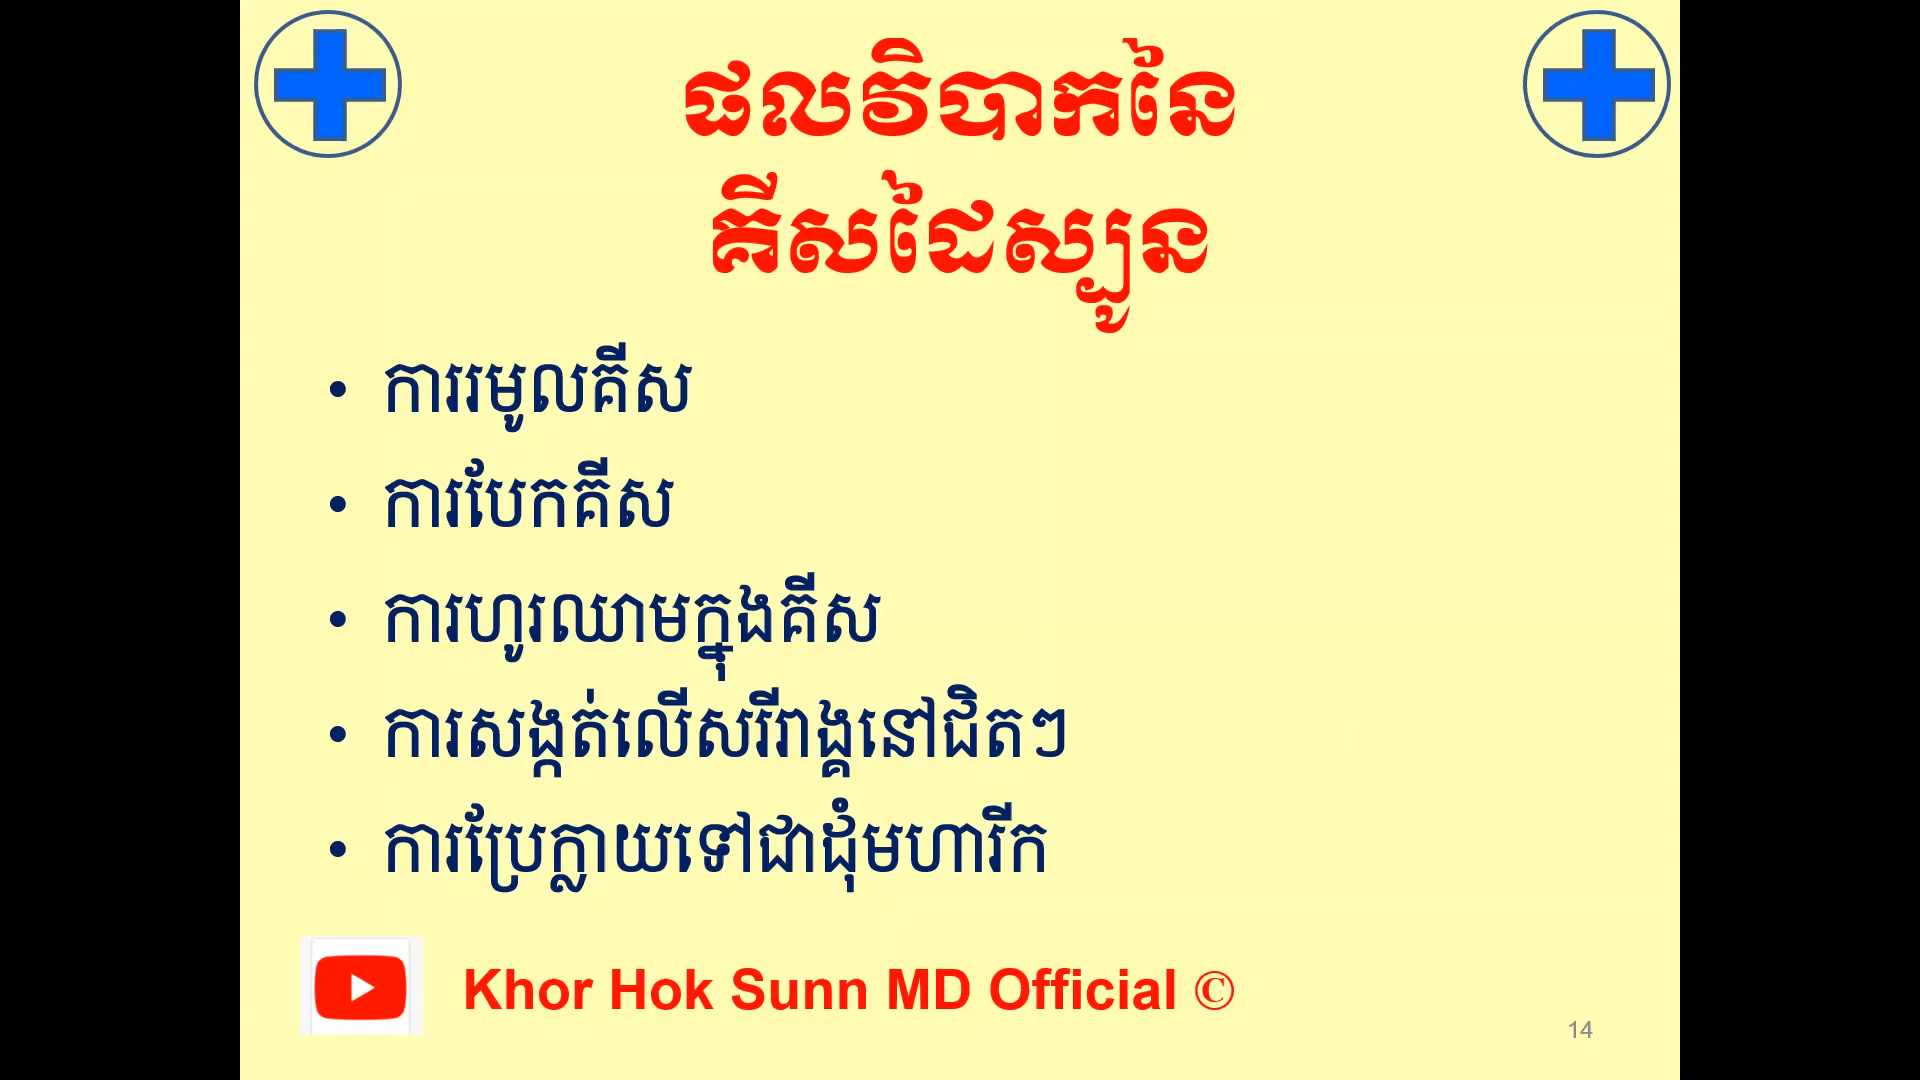 ផលវិបាកនៃ
គីសដៃស្បូន
• ការរមូលគីស
• ការបែកគីស
• ការហូរឈាមក្នុងគីស
• ការសង្កត់លើសរីរាង្គនៅជិតៗ
• ការប្រែក្លាយទៅជាដុំមហារីក
Khor Hok Sunn MD Official ©
14